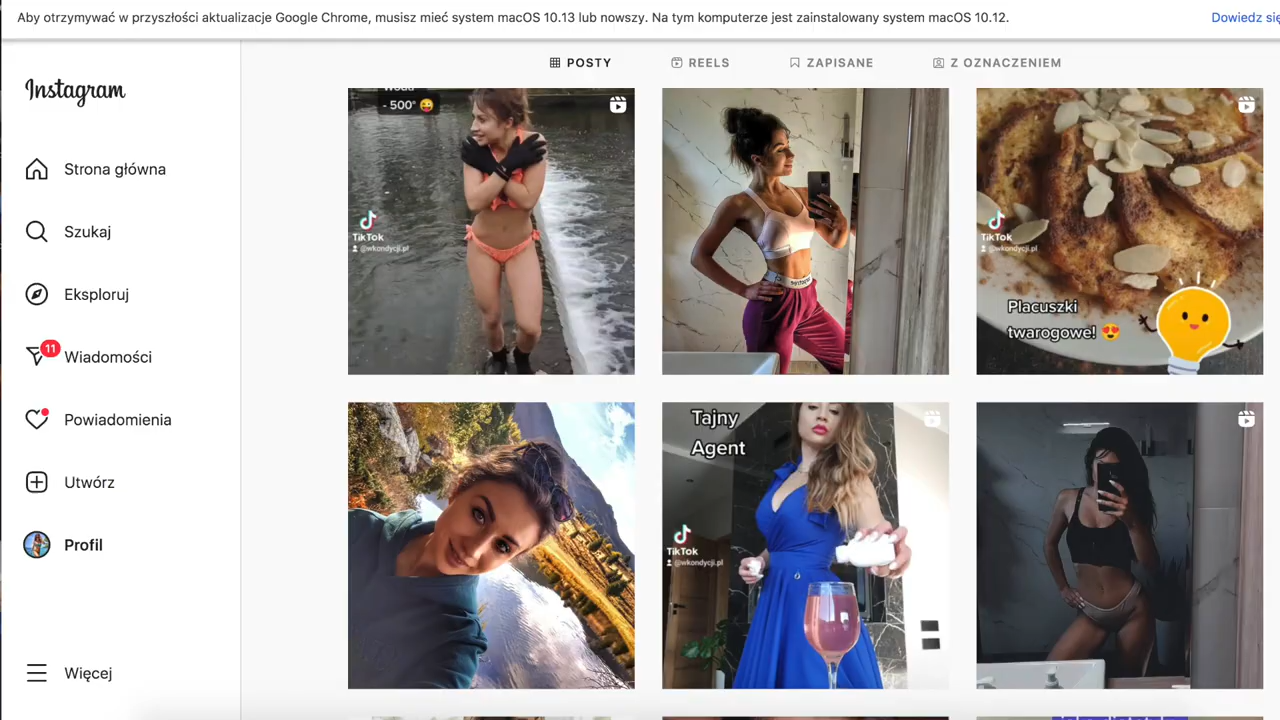 Aby otrzymywać w przyszłości aktualizacje Google Chrome, musisz mieć system macOS 10.13 lub nowszy. Na tym komputerze jest zainstalowany system macOS 10.12.
Dowiedz się
Instagram
POSTY
REELS
ZAPISANE
Z OZNACZENIEM
Strona główna
Szukaj
Eksploruj
11
Wiadomości
Powiadomienia
Utwórz
Profil
Więcej
Woda
- 500°
TikTok
@wkondycji.pl
TikTok
@wkondycji.pl
Placuszki
twarogowe!
Tajny
Agent
TikTok
@wkondycji.pl